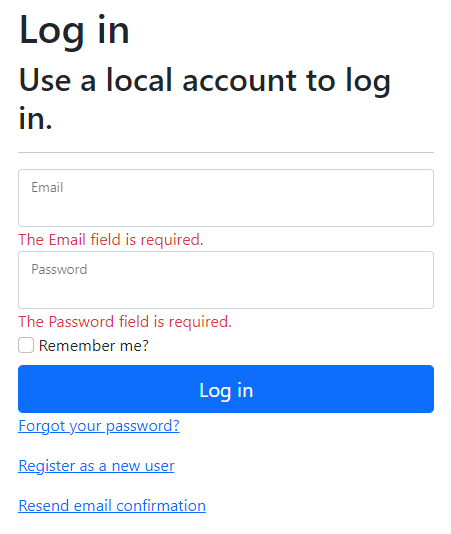 Log in
Use a local account to log
in.
Email
The Email field is required.
Password
The Password field is required.
Remember me?
Log in
Forgot your password?
Register as a new user
Resend email confirmation